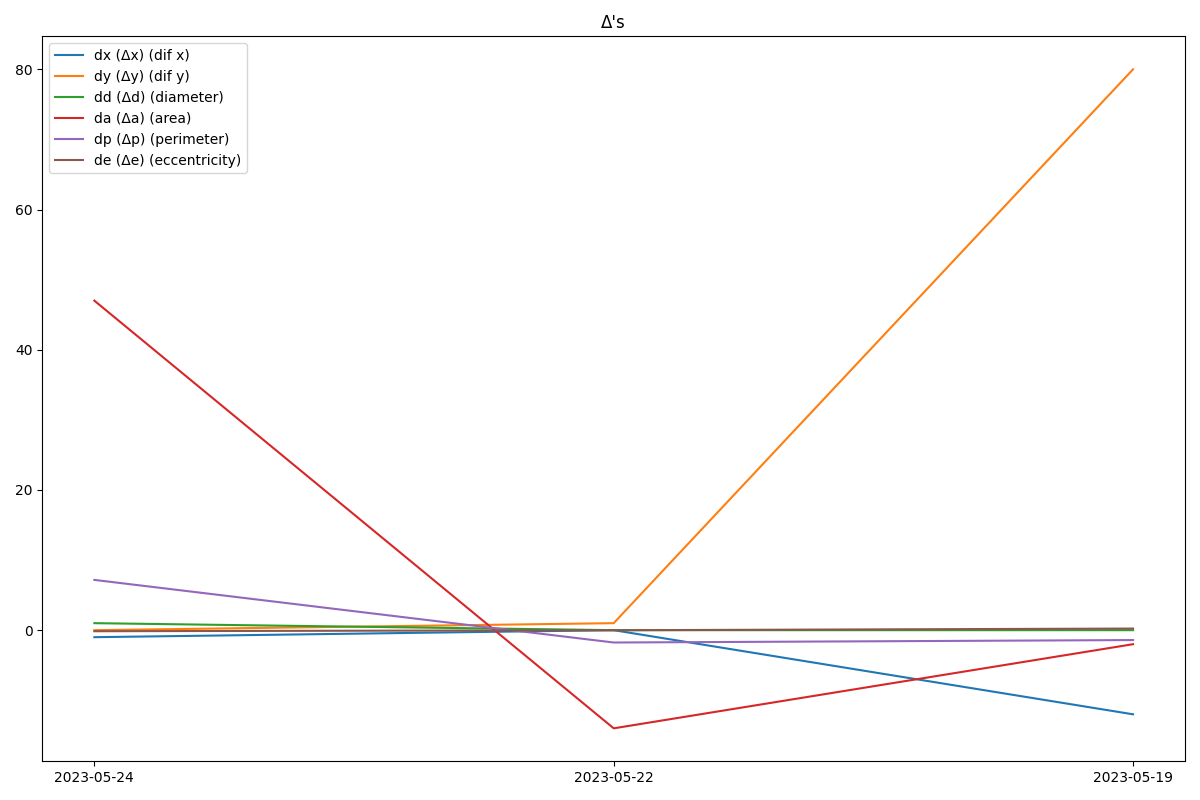 Δ's
dx (Δx) (dif x)
dy (Δy) (dif y)
dd (Δd) (diameter)
da (Δa) (area)
dp (Δp) (perimeter)
de (Δe) (eccentricity)
80
60
40
20
0
2023-05-24 2023-05-22 2023-05-19